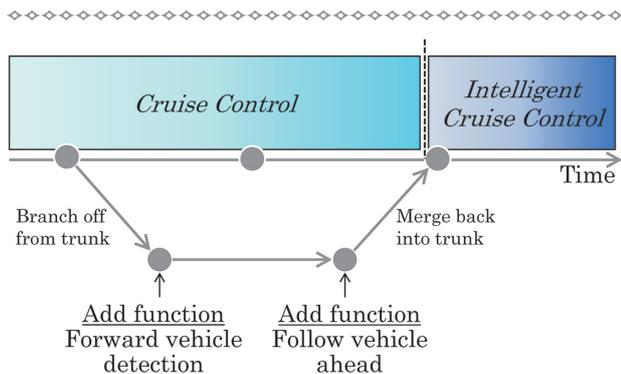 Cruise Control
Intelligent
Cruise Control
Time
Branch off
from trunk
Merge back
into trunk
Add function
Forward vehicle
detection
Add function
Follow vehicle
ahead